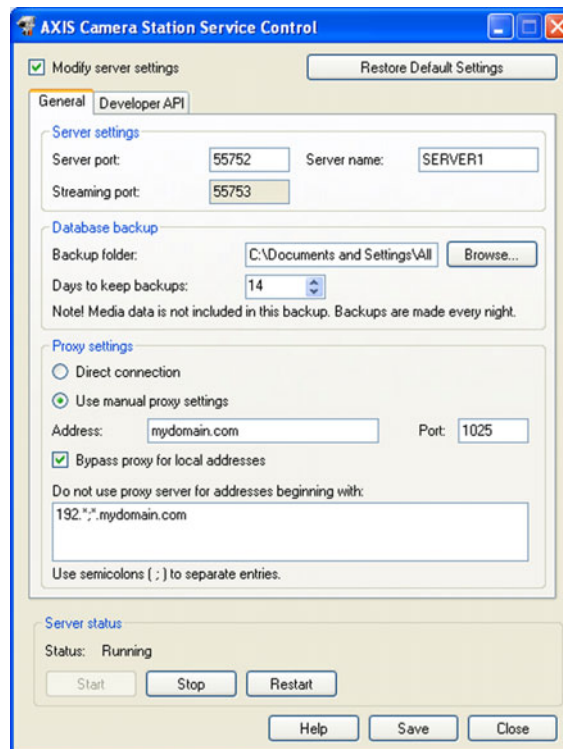 AXIS Camera Station Service Control
Modify server settings
Restore Default Settings
General Developer API
Server settings
Server port: 55752 Server name: SERVER1
Streaming port: 55753
Database backup
Backup folder: C:\Documents and Settings\All Browse...
Days to keep backups: 14
Note! Media data is not included in this backup. Backups are made every night.
Proxy settings
Direct connection
Use manual proxy settings
Address: mydomain.com Port: 1025
Bypass proxy for local addresses
Do not use proxy server for addresses beginning with:
192.*;*.mydomain.com
Use semicolons ( ; ) to separate entries.
Server status
Status: Running
Start Stop Restart
Help Save Close